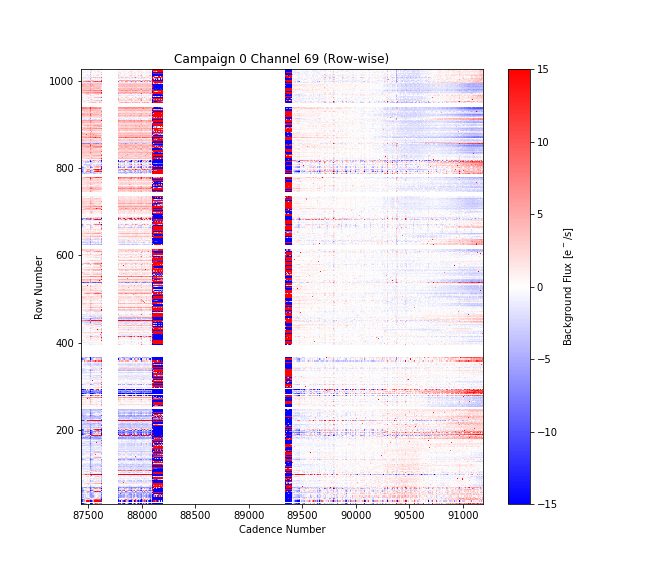 Campaign 0 Channel 69 (Row-wise)
1000
800
600
400
200
Row Number
87500 88000 88500 89000 89500 90000 90500 91000
Cadence Number
15
10
5
0
−5
−10
−15
Background Flux [e⁻/s]